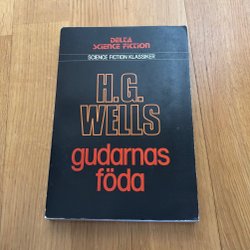 DELTA
SCIENCE FICTION
SCIENCE FICTION KLASSIKER
H.G.
WELLS
gudarnas
föda